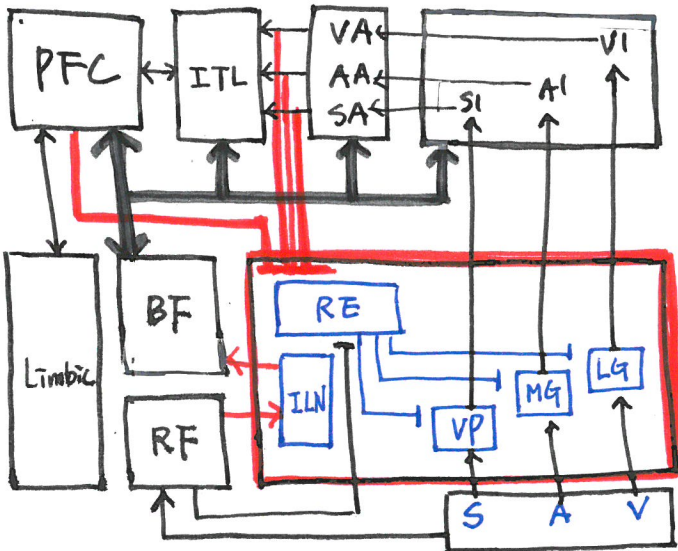 PFC
ITL
VA
AA
SA
V1
A1
S1
Limbic
BF
RF
RE
ILN
VP
MG
LG
S A V